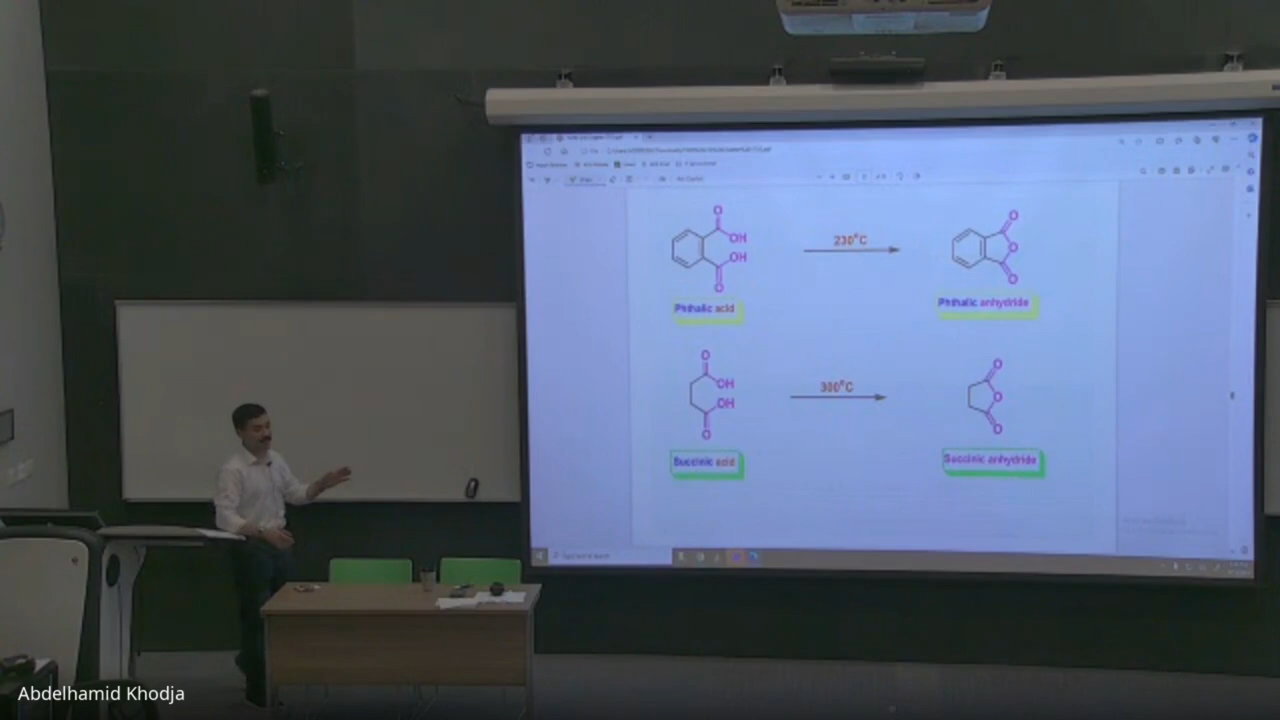 O
OH
OH
O
230°C
O
O
O
Phthalic acid
Phthalic anhydride
O
OH
OH
O
300°C
O
O
O
Succinic acid
Succinic anhydride
Abdelhamid Khodja